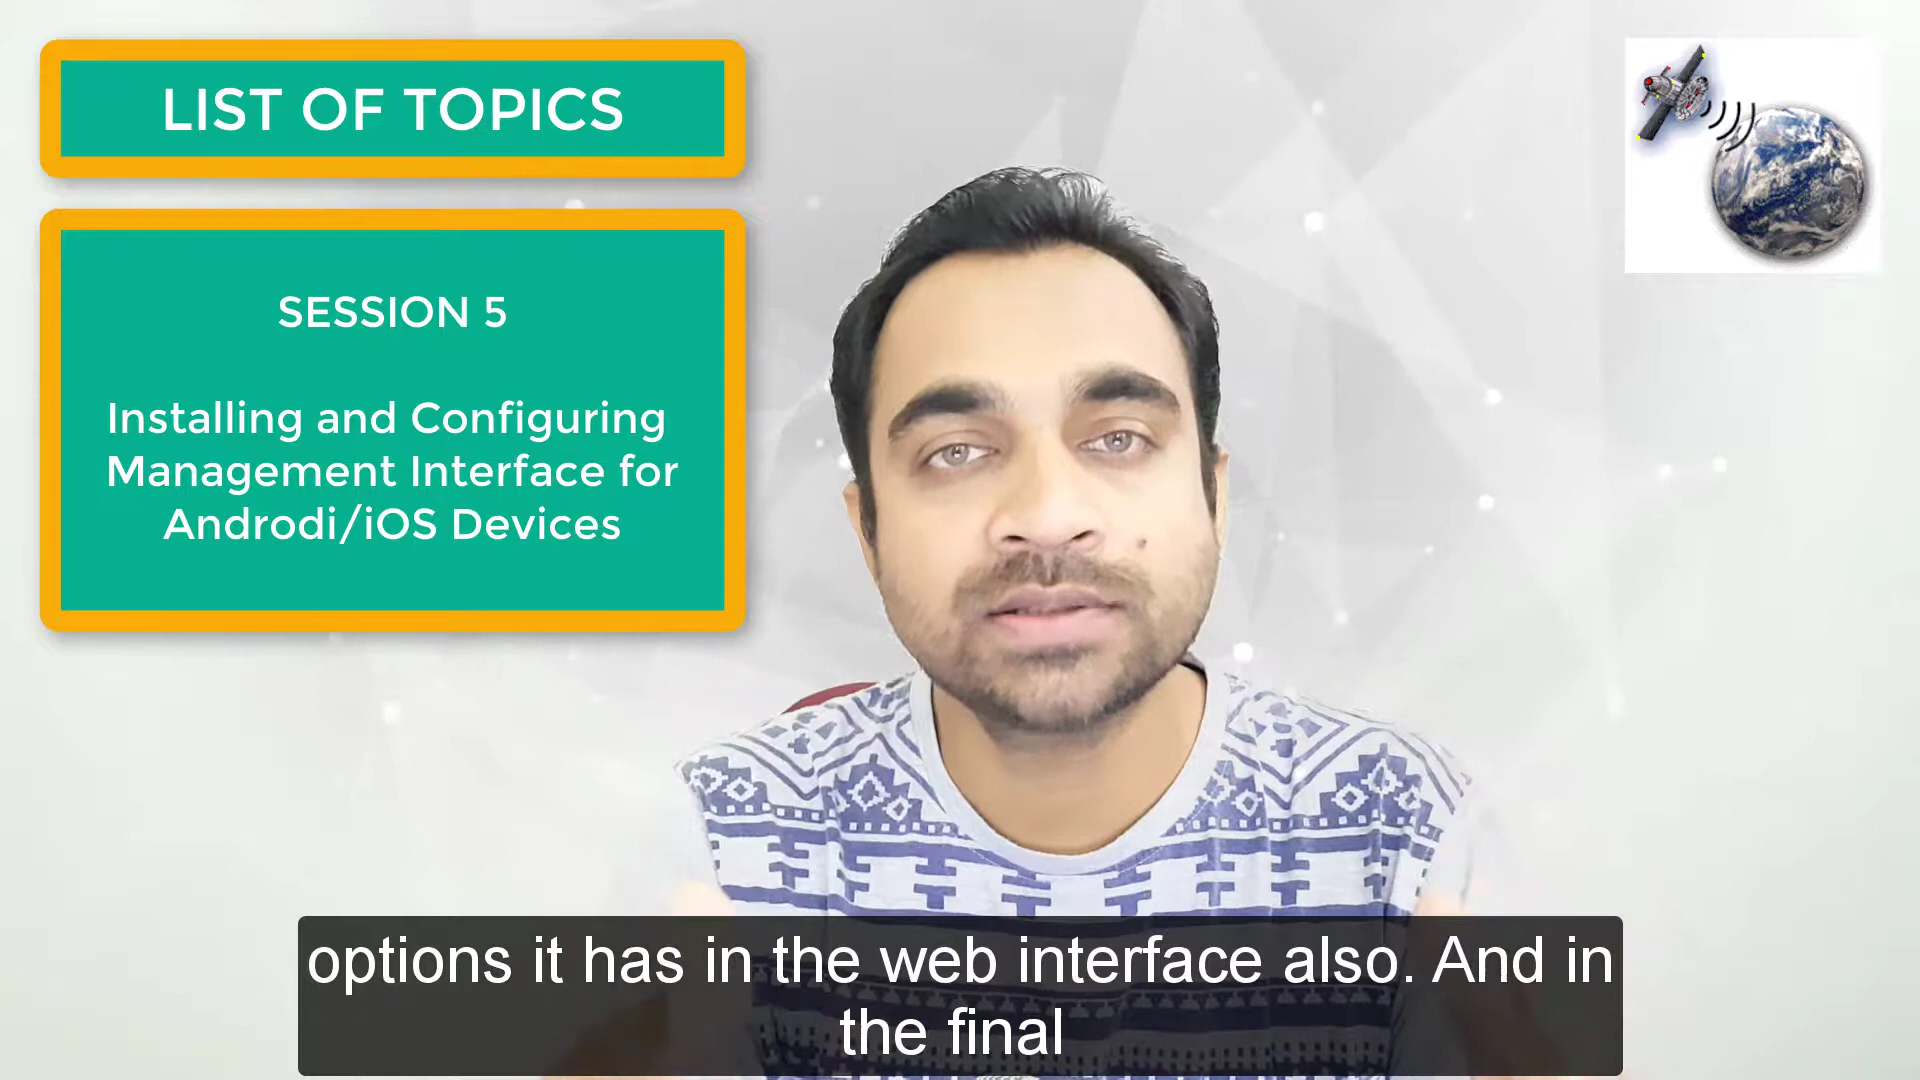 LIST OF TOPICS
SESSION 5
Installing and Configuring
Management Interface for
Androdi/iOS Devices
options it has in the web interface also. And in
the final